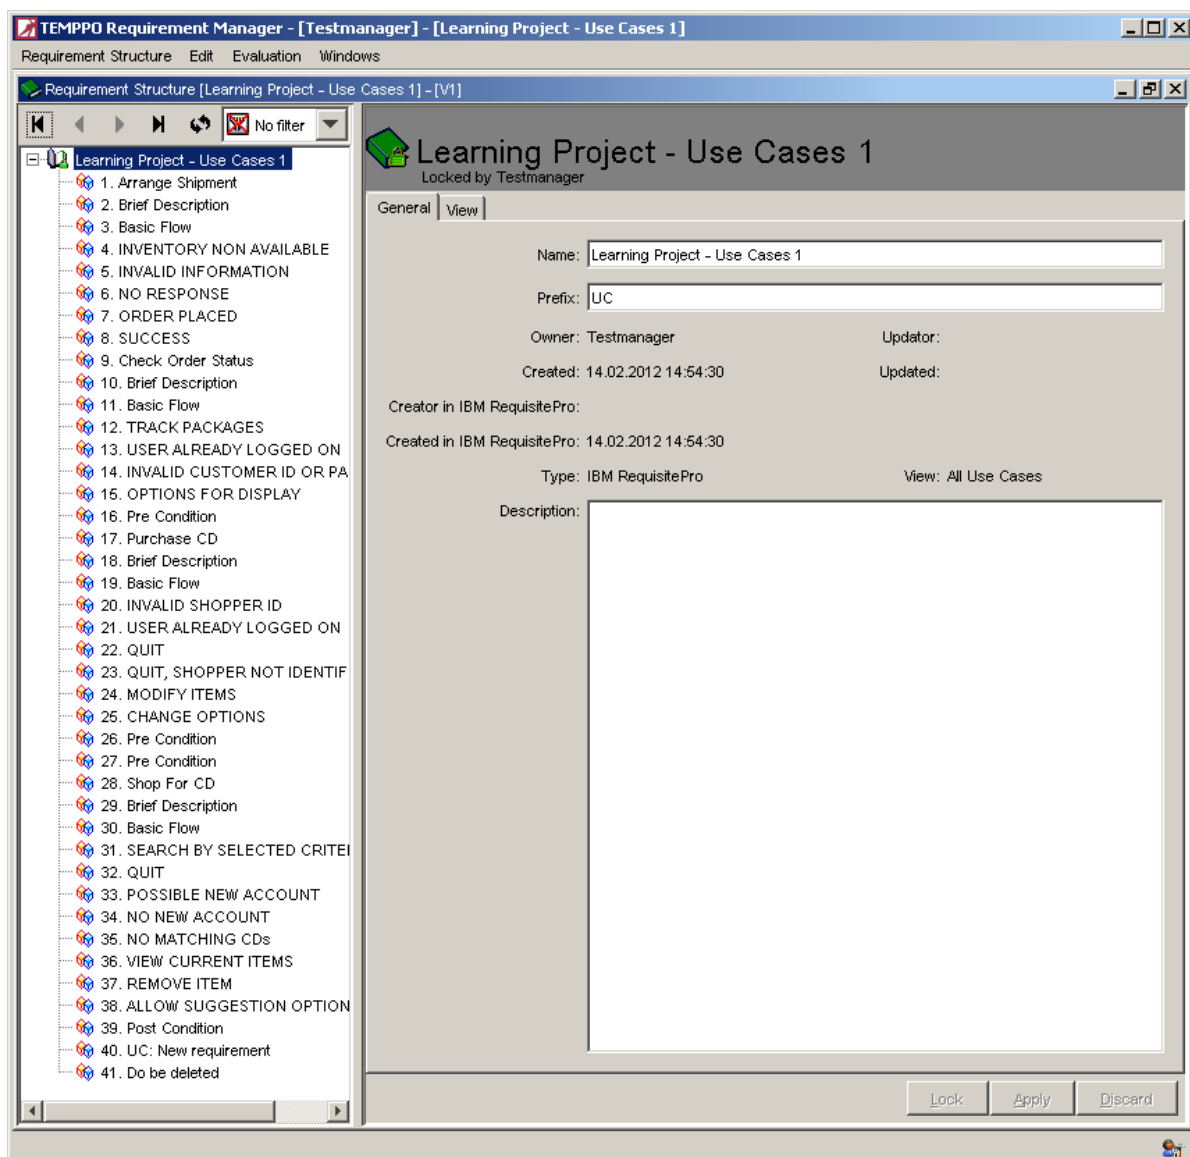 TEMPPO Requirement Manager - [Testmanager] - [Learning Project - Use Cases 1]
Requirement Structure Edit Evaluation Windows
Requirement Structure [Learning Project - Use Cases 1] - [V1]
No filter
Learning Project - Use Cases 1
1. Arrange Shipment
2. Brief Description
3. Basic Flow
4. INVENTORY NON AVAILABLE
5. INVALID INFORMATION
6. NO RESPONSE
7. ORDER PLACED
8. SUCCESS
9. Check Order Status
10. Brief Description
11. Basic Flow
12. TRACK PACKAGES
13. USER ALREADY LOGGED ON
14. INVALID CUSTOMER ID OR PA
15. OPTIONS FOR DISPLAY
16. Pre Condition
17. Purchase CD
18. Brief Description
19. Basic Flow
20. INVALID SHOPPER ID
21. USER ALREADY LOGGED ON
22. QUIT
23. QUIT, SHOPPER NOT IDENTIF
24. MODIFY ITEMS
25. CHANGE OPTIONS
26. Pre Condition
27. Pre Condition
28. Shop For CD
29. Brief Description
30. Basic Flow
31. SEARCH BY SELECTED CRITE
32. QUIT
33. POSSIBLE NEW ACCOUNT
34. NO NEW ACCOUNT
35. NO MATCHING CDs
36. VIEW CURRENT ITEMS
37. REMOVE ITEM
38. ALLOW SUGGESTION OPTION
39. Post Condition
40. UC: New requirement
41. Do be deleted
Learning Project - Use Cases 1
Locked by Testmanager
General View
Name: Learning Project - Use Cases 1
Prefix: UC
Owner: Testmanager Updator:
Created: 14.02.2012 14:54:30 Updated:
Creator in IBM RequisitePro:
Created in IBM RequisitePro: 14.02.2012 14:54:30
Type: IBM RequisitePro View: All Use Cases
Description:
Lock Apply Discard